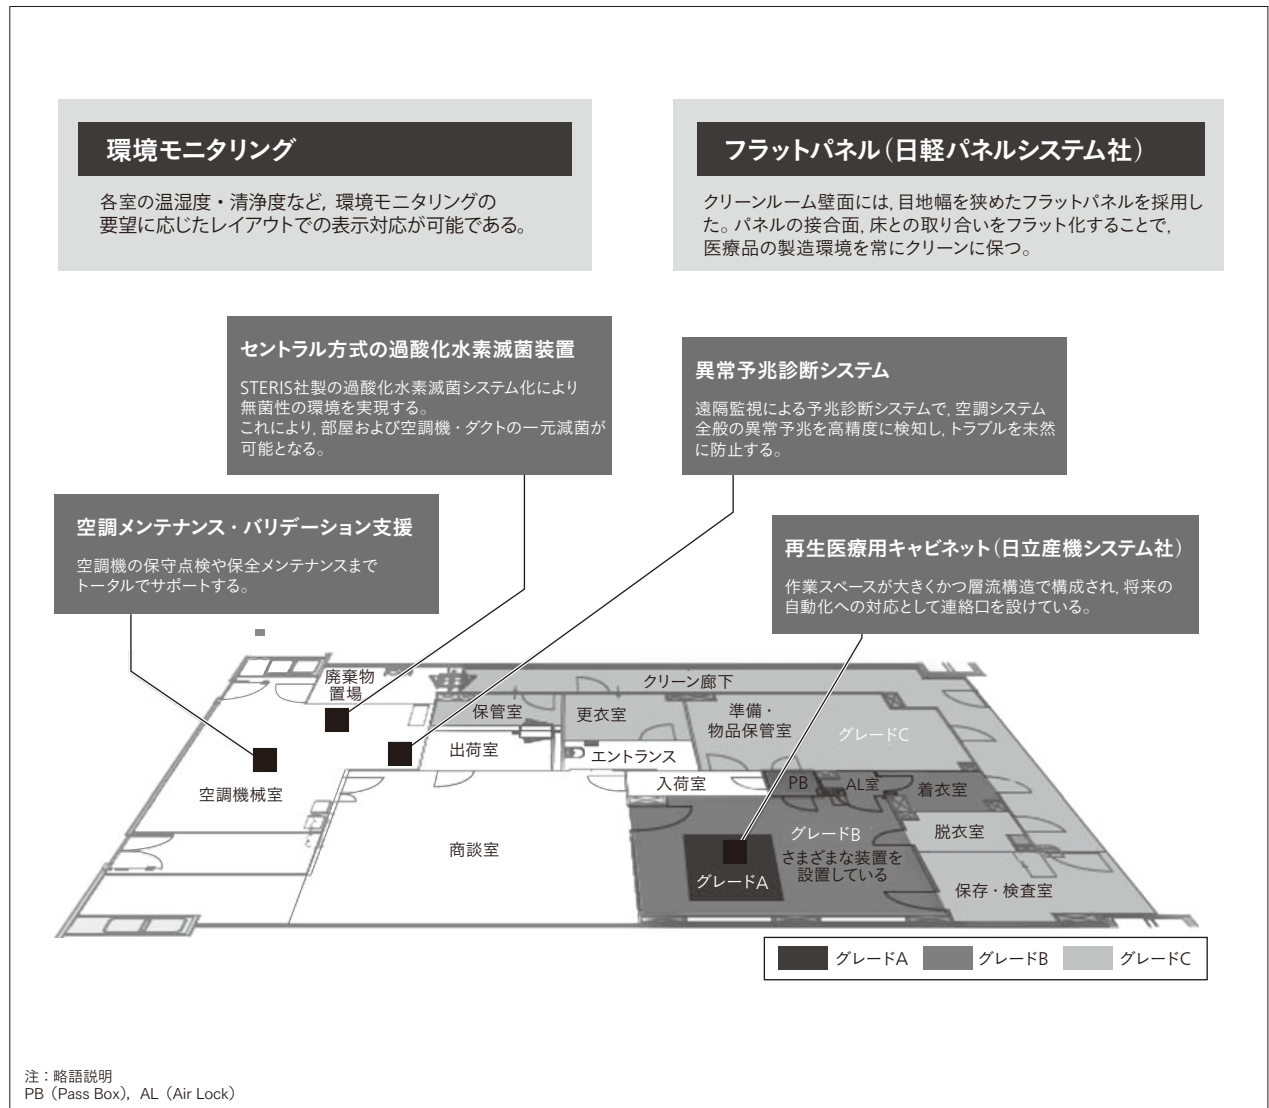 環境モニタリング
各室の温湿度・清浄度など, 環境モニタリングの
要望に応じたレイアウトでの表示対応が可能である。
フラットパネル(日軽パネルシステム社)
クリーンルーム壁面には, 目地幅を狭めたフラットパネルを採用し
た。パネルの接合面, 床との取り合いをフラット化することで,
医療品の製造環境を常にクリーンに保つ。
セントラル方式の過酸化水素滅菌装置
STERIS社製の過酸化水素滅菌システム化により
無菌性の環境を実現する。
これにより, 部屋および空調機・ダクトの一元滅菌が
可能となる。
異常予兆診断システム
遠隔監視による予兆診断システムで, 空調システム
全般の異常予兆を高精度に検知し, トラブルを未然
に防止する。
空調メンテナンス・バリデーション支援
空調機の保守点検や保全メンテナンスまで
トータルでサポートする。
再生医療用キャビネット(日立産機システム社)
作業スペースが大きくかつ層流構造で構成され, 将来の
自動化への対応として連絡口を設けている。
廃棄物
置場
クリーン廊下
保管室
更衣室
準備・
物品保管室
グレードC
出荷室
エントランス
入荷室
PB
AL室
着衣室
空調機械室
商談室
グレードB
さまざまな装置を
設置している
脱衣室
グレードA
保存・検査室
グレードA
グレードB
グレードC
注:略語説明
PB(Pass Box), AL(Air Lock)